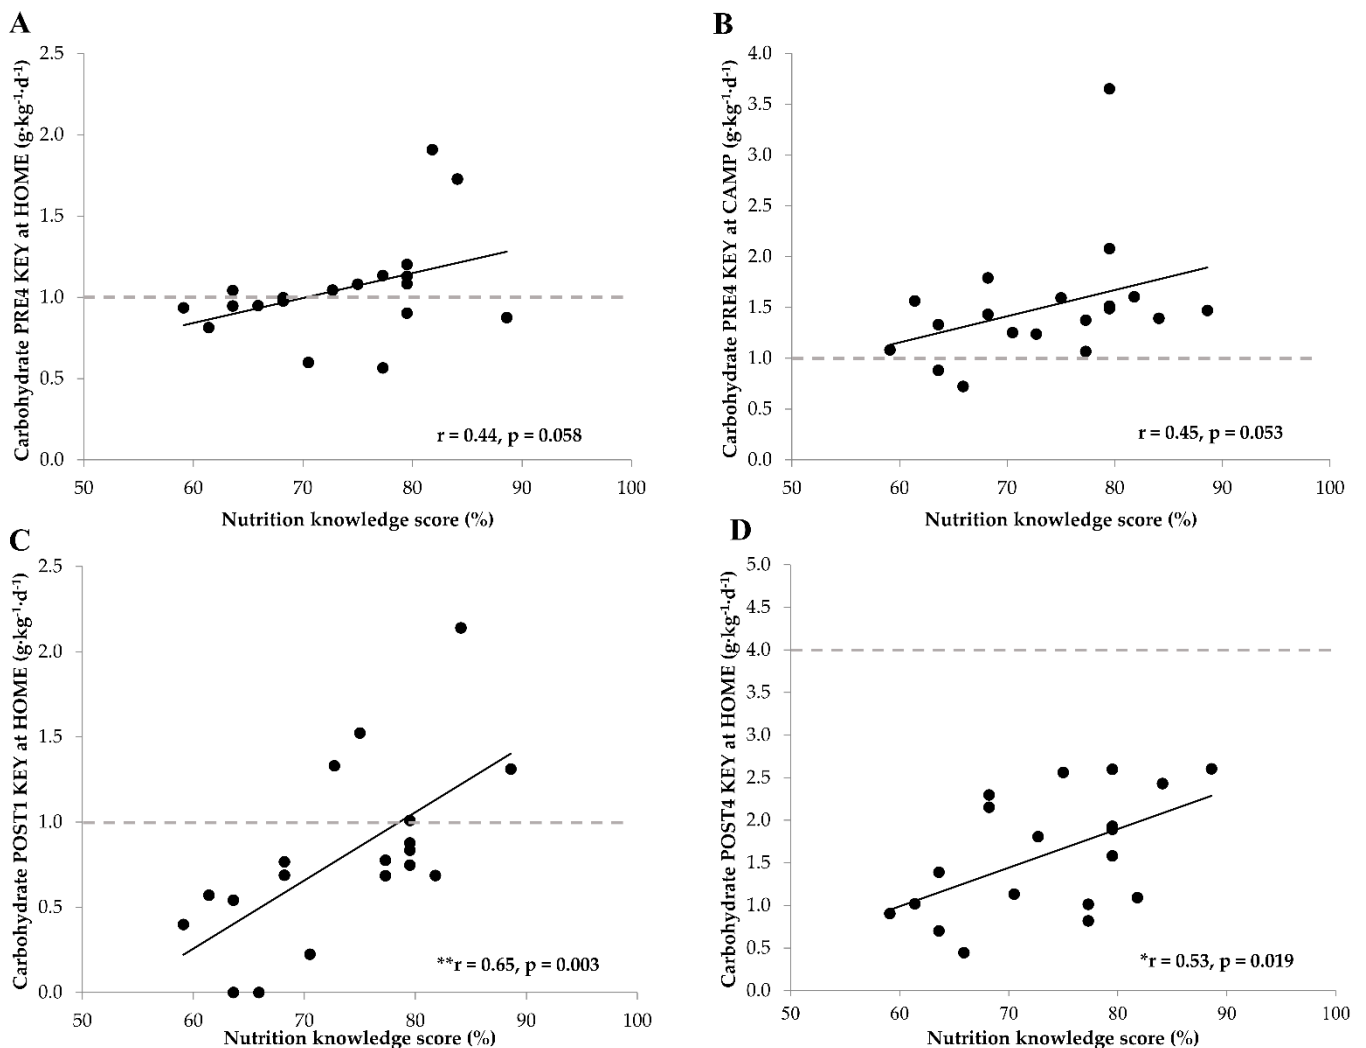 A
Carbohydrate PRE4 KEY at HOME (g·kg⁻¹·d⁻¹)
2.5
2.0
1.5
1.0
0.5
0.0
50 60 70 80 90 100
r = 0.44, p = 0.058
Nutrition knowledge score (%)
B
Carbohydrate PRE4 KEY at CAMP (g·kg⁻¹·d⁻¹)
4.0
3.5
3.0
2.5
2.0
1.5
1.0
0.5
0.0
50 60 70 80 90 100
r = 0.45, p = 0.053
Nutrition knowledge score (%)
C
Carbohydrate POST1 KEY at HOME (g·kg⁻¹·d⁻¹)
2.5
2.0
1.5
1.0
0.5
0.0
50 60 70 80 90 100
**r = 0.65, p = 0.003
Nutrition knowledge score (%)
D
Carbohydrate POST4 KEY at HOME (g·kg⁻¹·d⁻¹)
5.0
4.5
4.0
3.5
3.0
2.5
2.0
1.5
1.0
0.5
0.0
50 60 70 80 90 100
*r = 0.53, p = 0.019
Nutrition knowledge score (%)